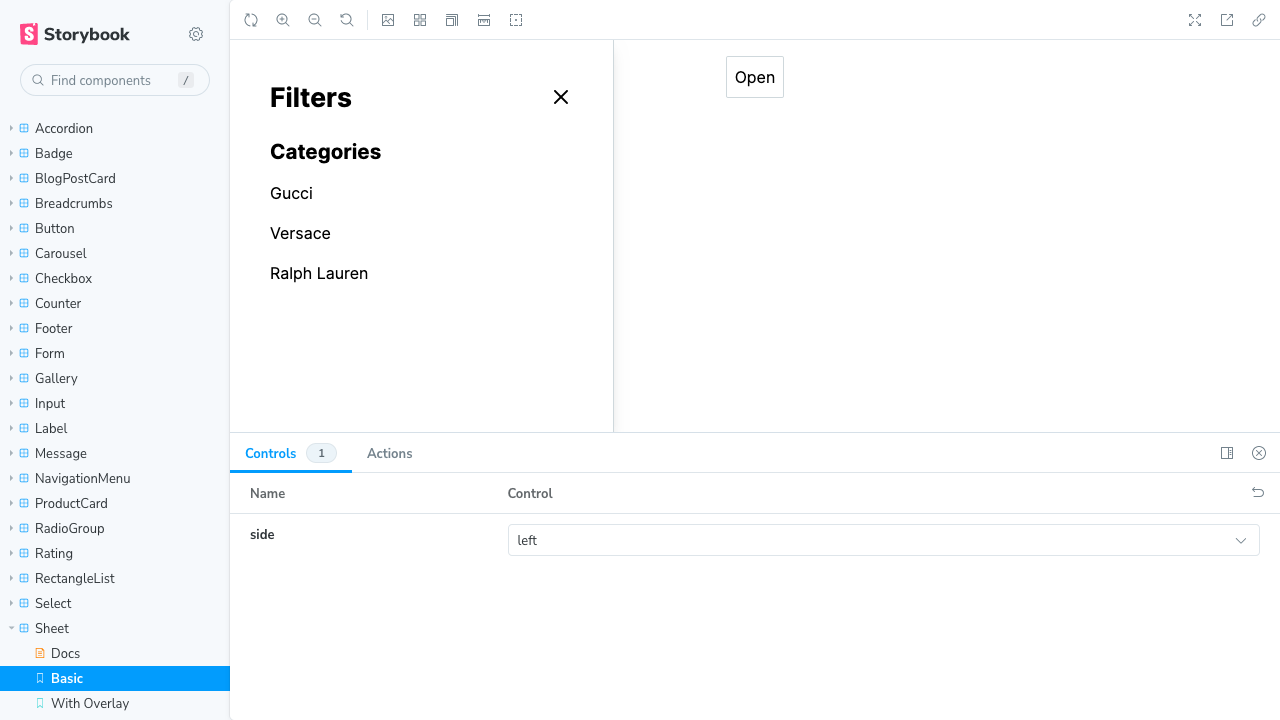 Storybook
Find components /
Accordion
Badge
BlogPostCard
Breadcrumbs
Button
Carousel
Checkbox
Counter
Footer
Form
Gallery
Input
Label
Message
NavigationMenu
ProductCard
RadioGroup
Rating
RectangleList
Select
Sheet
Docs
Basic
With Overlay
Filters
Categories
Gucci
Versace
Ralph Lauren
Open
Controls 1 Actions
Name Control
side left